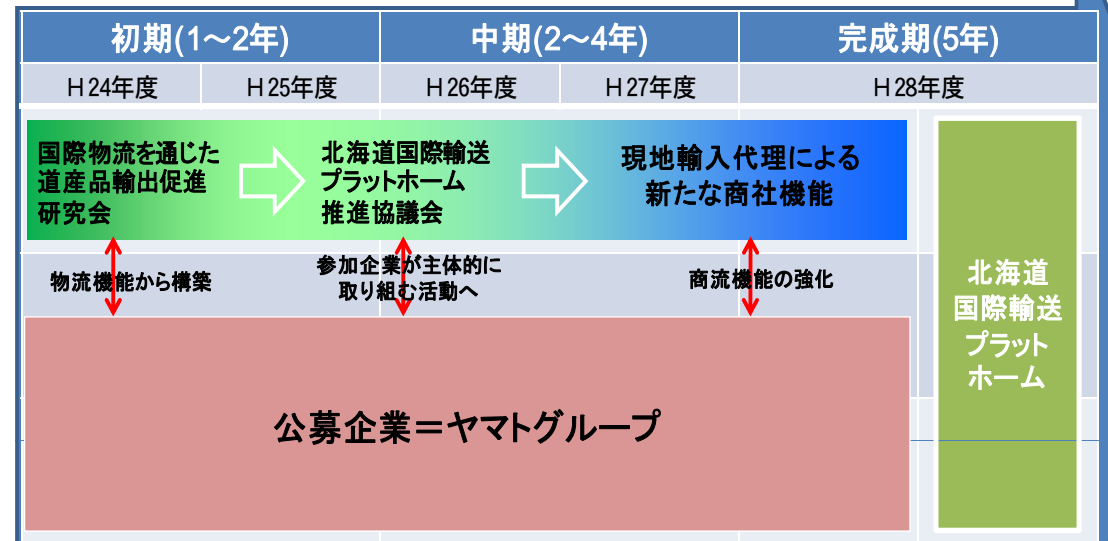 初期(1～2年)
中期(2～4年)
完成期(5年)
H24年度
H25年度
H26年度
H27年度
H28年度
国際物流を通じた
道産品輸出促進
研究会
北海道国際輸送
プラットホーム
推進協議会
現地輸入代理による
新たな商社機能
物流機能から構築
参加企業が主体的に
取り組む活動へ
商流機能の強化
公募企業＝ヤマトグループ
北海道
国際輸送
プラット
ホーム